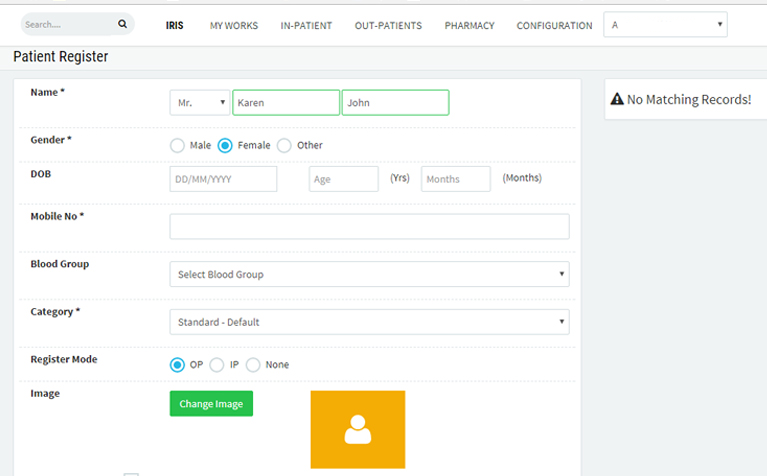 Search.....
IRIS MY WORKS IN-PATIENT OUT-PATIENTS PHARMACY CONFIGURATION A
Patient Register
No Matching Records!
Name * Mr. Karen John
Gender * Male Female Other
DOB DD/MM/YYYY Age (Yrs) Months (Months)
Mobile No *
Blood Group Select Blood Group
Category * Standard - Default
Register Mode OP IP None
Image Change Image